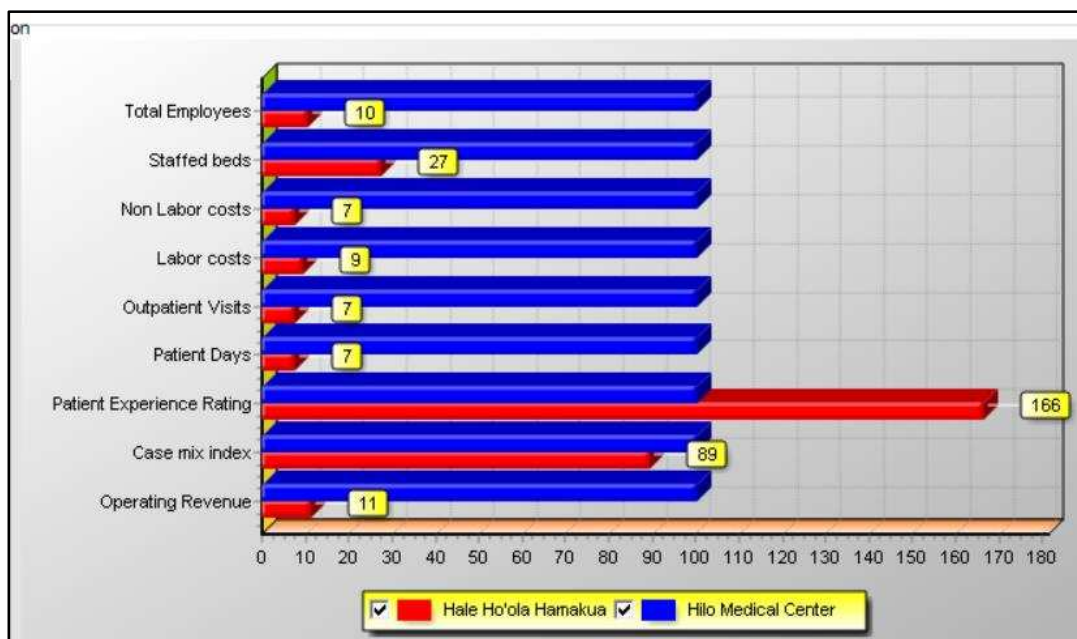 on
Total Employees 10
Staffed beds 27
Non Labor costs 7
Labor costs 9
Outpatient Visits 7
Patient Days 7
Patient Experience Rating 166
Case mix index 89
Operating Revenue 11
0 10 20 30 40 50 60 70 80 90 100 110 120 130 140 150 160 170 180
Hale Ho'ola Hamakua Hilo Medical Center